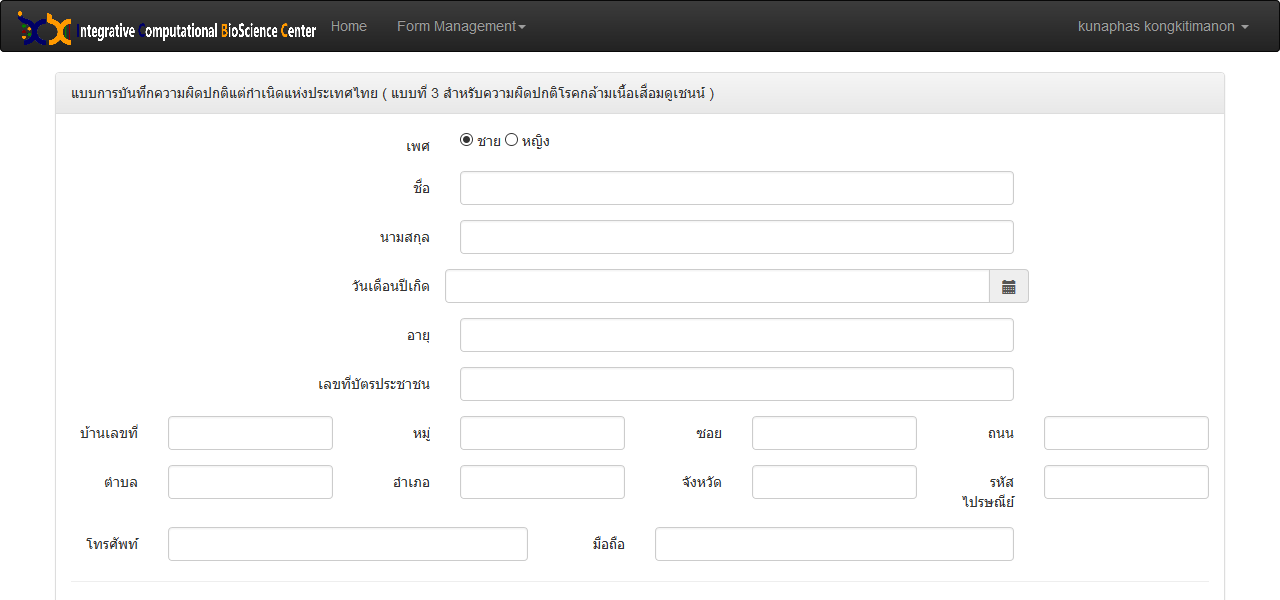 Integrative Computational BioScience Center Home Form Management kunaphas kongkitimanon
แบบการบันทึกความผิดปกติแต่กำเนิดแห่งประเทศไทย ( แบบที่ 3 สำหรับความผิดปกติโรคกล้ามเนื้อเสื่อมดูเชนน์ )
เพศ ชาย หญิง
ชื่อ
นามสกุล
วันเดือนปีเกิด
อายุ
เลขที่บัตรประชาชน
บ้านเลขที่ หมู่ ซอย ถนน
ตำบล อำเภอ จังหวัด รหัส
ไปรษณีย์
โทรศัพท์ มือถือ